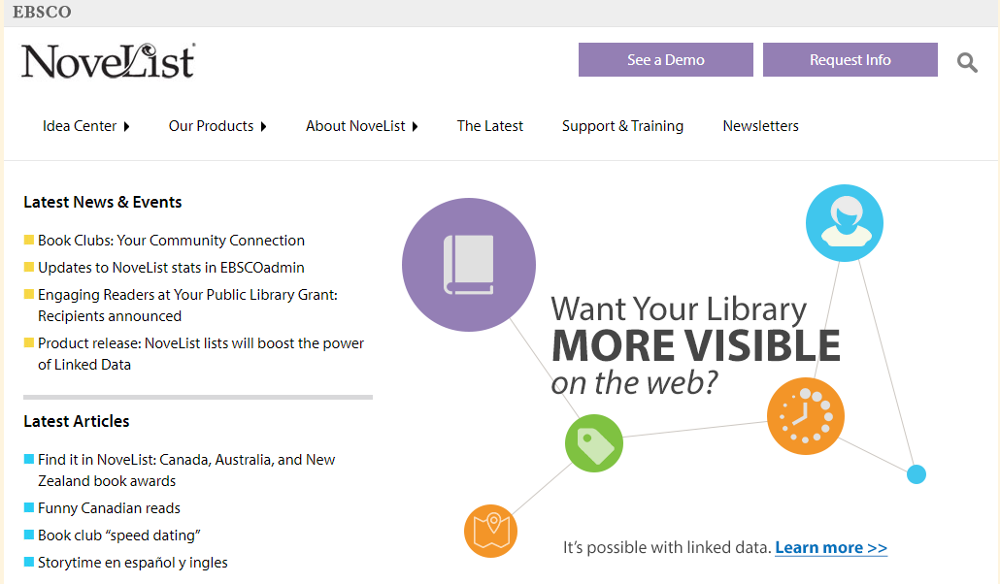 EBSCO
NoveList
See a Demo
Request Info
Idea Center
Our Products
About NoveList
The Latest
Support & Training
Newsletters
Latest News & Events
Book Clubs: Your Community Connection
Updates to NoveList stats in EBSCOadmin
Engaging Readers at Your Public Library Grant:
Recipients announced
Product release: NoveList lists will boost the power
of Linked Data
Latest Articles
Find it in NoveList: Canada, Australia, and New
Zealand book awards
Funny Canadian reads
Book club “speed dating”
Storytime en español y ingles
Want Your Library
MORE VISIBLE
on the web?
It’s possible with linked data. Learn more >>